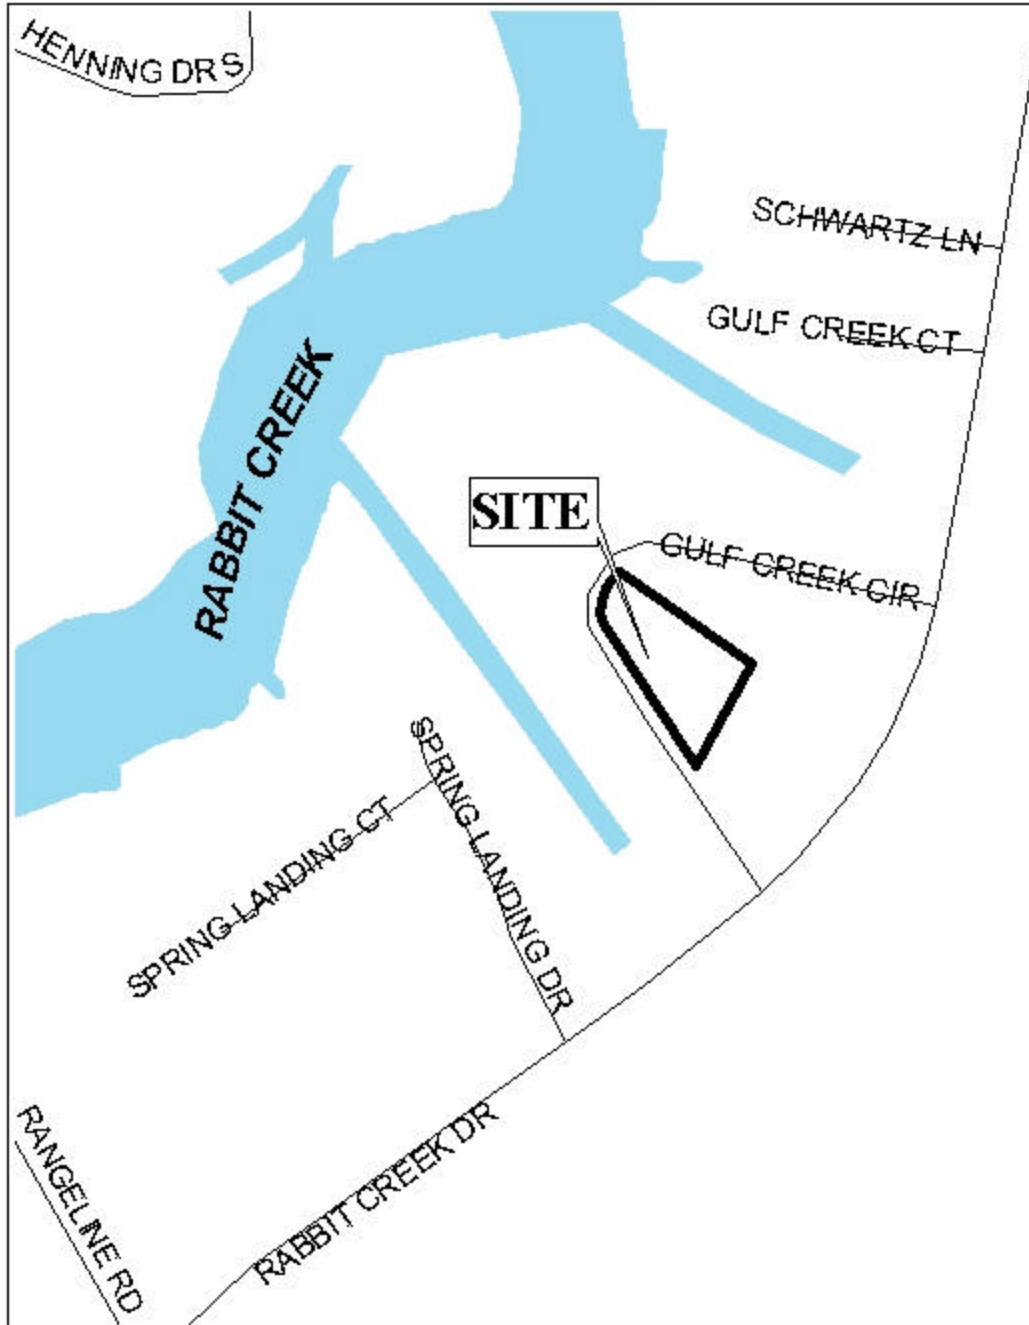 HENNING DR S
SCHWARTZ LN
GULF CREEK CT
RABBIT CREEK
SITE
GULF CREEK CIR
SPRING LANDING DR
SPRING LANDING CT
RABBIT CREEK DR
RANGELINE RD